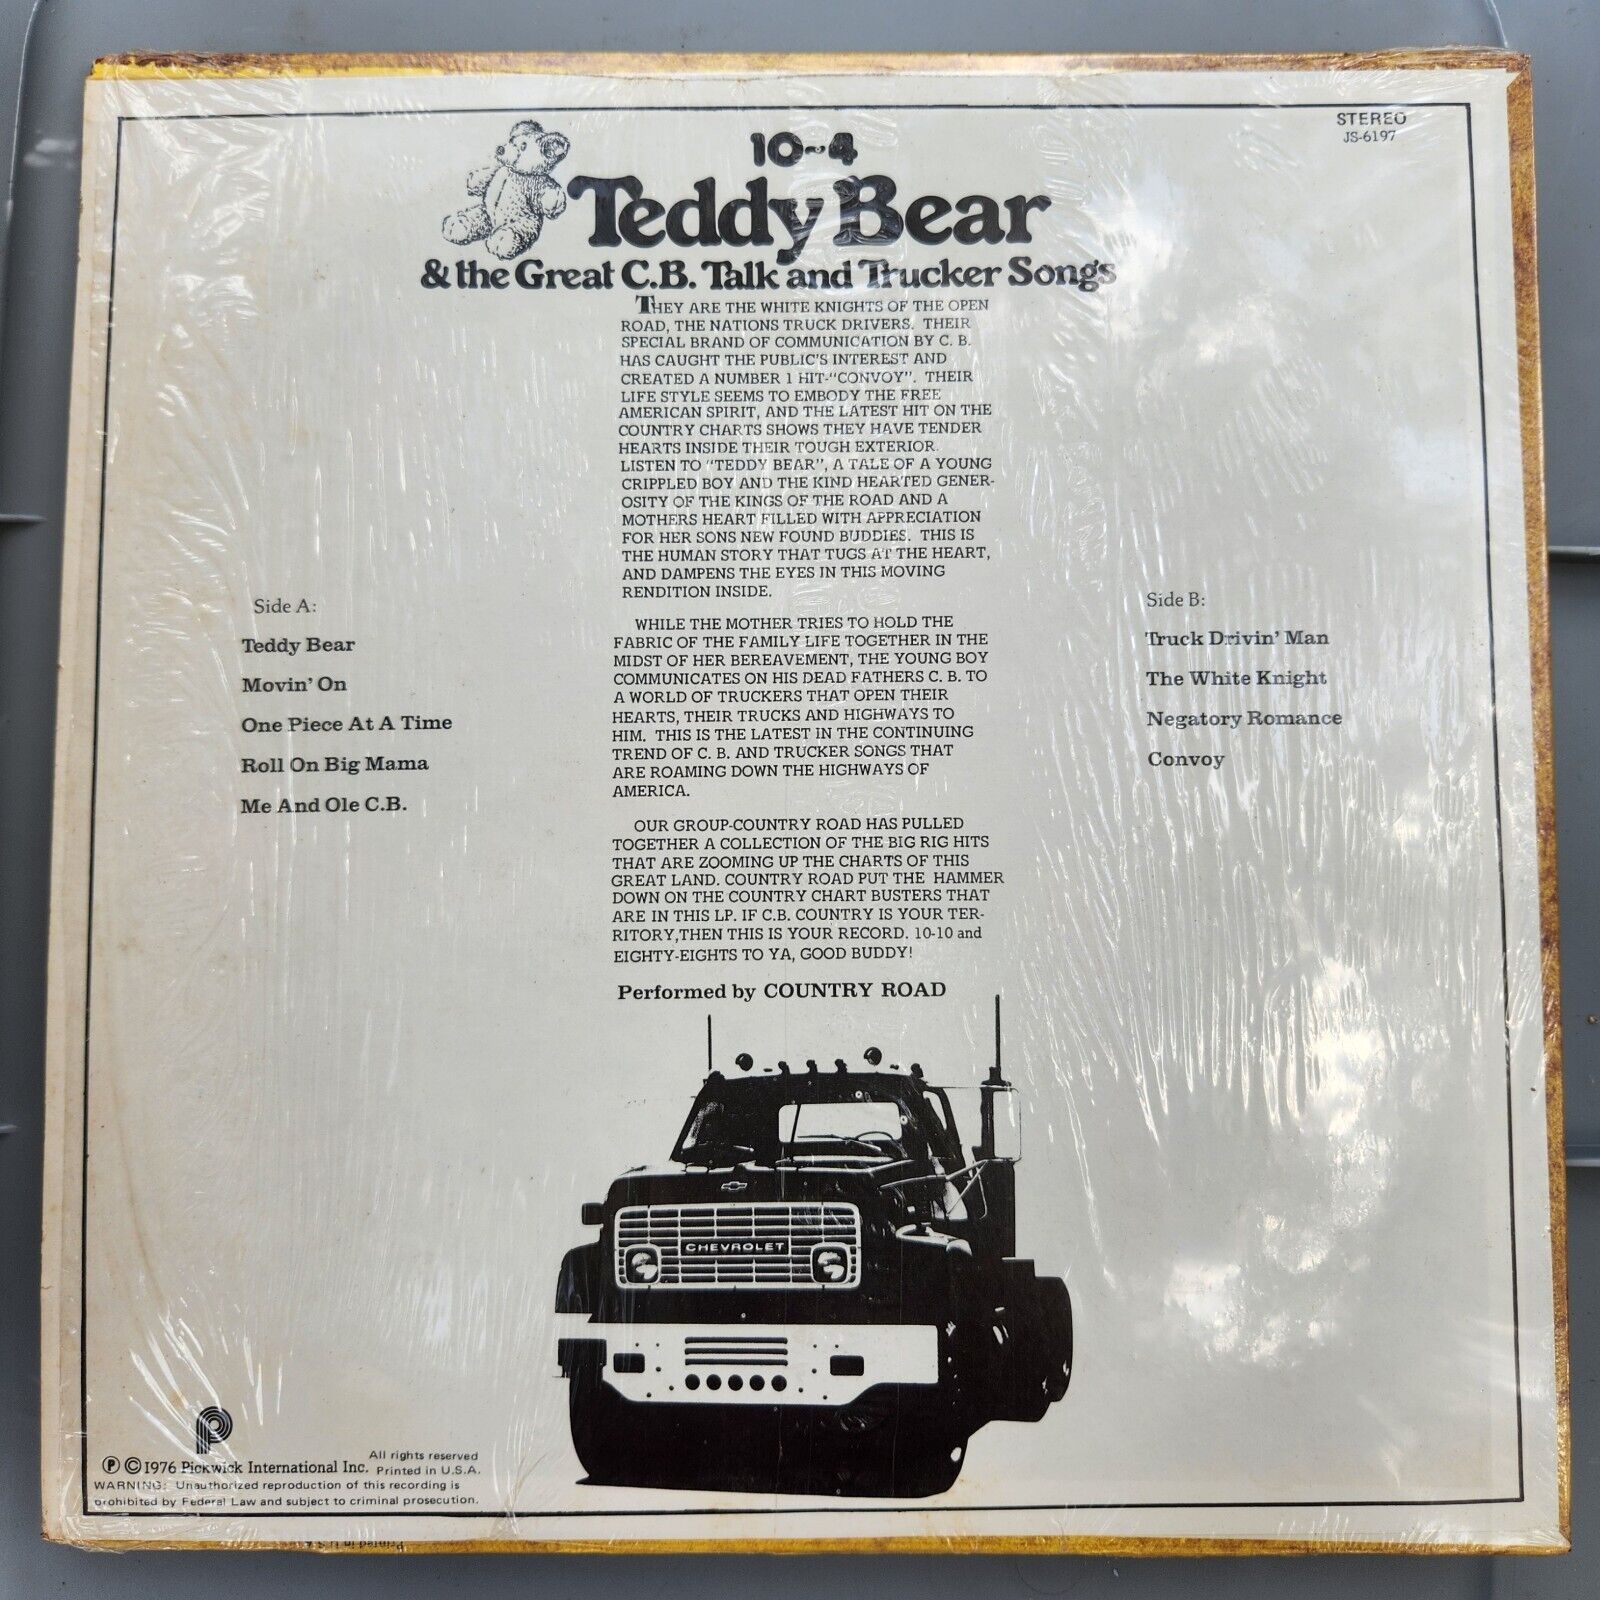 STEREO
JS-6197
10-4
Teddy Bear
& the Great C.B. Talk and Trucker Songs
THEY ARE THE WHITE KNIGHTS OF THE OPEN
ROAD, THE NATIONS TRUCK DRIVERS. THEIR
SPECIAL BRAND OF COMMUNICATION BY C. B.
HAS CAUGHT THE PUBLIC'S INTEREST AND
CREATED A NUMBER 1 HIT-"CONVOY". THEIR
LIFE STYLE SEEMS TO EMBODY THE FREE
AMERICAN SPIRIT, AND THE LATEST HIT ON THE
COUNTRY CHARTS SHOWS THEY HAVE TENDER
HEARTS INSIDE THEIR TOUGH EXTERIOR.
LISTEN TO "TEDDY BEAR", A TALE OF A YOUNG
CRIPPLED BOY AND THE KIND HEARTED GENER-
OSITY OF THE KINGS OF THE ROAD AND A
MOTHERS HEART FILLED WITH APPRECIATION
FOR HER SONS NEW FOUND BUDDIES. THIS IS
THE HUMAN STORY THAT TUGS AT THE HEART,
AND DAMPENS THE EYES IN THIS MOVING
RENDITION INSIDE.
WHILE THE MOTHER TRIES TO HOLD THE
FABRIC OF THE FAMILY LIFE TOGETHER IN THE
MIDST OF HER BEREAVEMENT, THE YOUNG BOY
COMMUNICATES ON HIS DEAD FATHERS C. B. TO
A WORLD OF TRUCKERS THAT OPEN THEIR
HEARTS, THEIR TRUCKS AND HIGHWAYS TO
HIM. THIS IS THE LATEST IN THE CONTINUING
TREND OF C. B. AND TRUCKER SONGS THAT
ARE ROAMING DOWN THE HIGHWAYS OF
AMERICA.
OUR GROUP-COUNTRY ROAD HAS PULLED
TOGETHER A COLLECTION OF THE BIG RIG HITS
THAT ARE ZOOMING UP THE CHARTS OF THIS
GREAT LAND. COUNTRY ROAD PUT THE HAMMER
DOWN ON THE COUNTRY CHART BUSTERS THAT
ARE IN THIS LP. IF C.B. COUNTRY IS YOUR TER-
RITORY,THEN THIS IS YOUR RECORD. 10-10 and
EIGHTY-EIGHTS TO YA, GOOD BUDDY!
Performed by COUNTRY ROAD
Side A:
Teddy Bear
Movin' On
One Piece At A Time
Roll On Big Mama
Me And Ole C.B.
Side B:
Truck Drivin' Man
The White Knight
Negatory Romance
Convoy
CHEVROLET
All rights reserved
Ⓟ ©1976 Pickwick International Inc. Printed in U.S.A.
WARNING: Unauthorized reproduction of this recording is
prohibited by Federal Law and subject to criminal prosecution.
Printed in U.S.A.